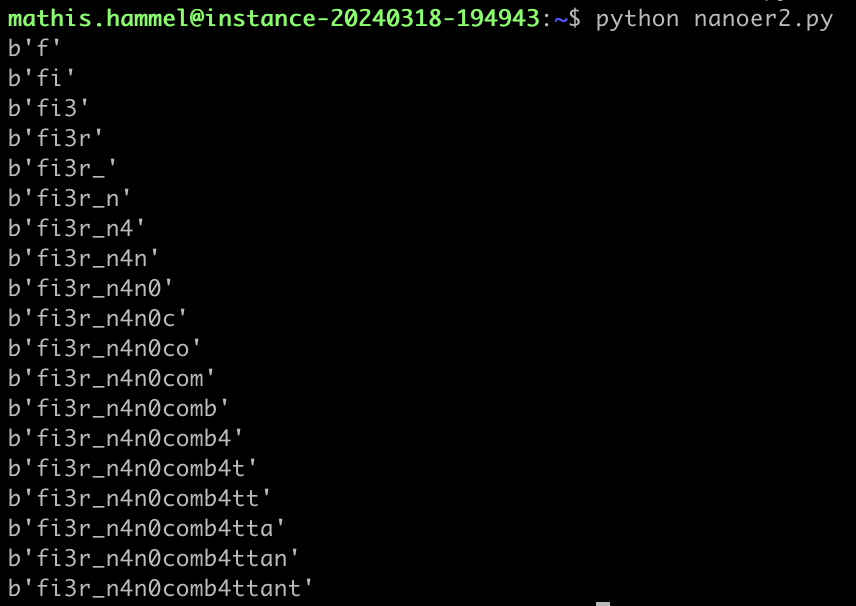 mathis.hammel@instance-20240318-194943:~$ python nanoer2.py
b'f'
b'fi'
b'fi3'
b'fi3r'
b'fi3r_'
b'fi3r_n'
b'fi3r_n4'
b'fi3r_n4n'
b'fi3r_n4n0'
b'fi3r_n4n0c'
b'fi3r_n4n0co'
b'fi3r_n4n0com'
b'fi3r_n4n0comb'
b'fi3r_n4n0comb4'
b'fi3r_n4n0comb4t'
b'fi3r_n4n0comb4tt'
b'fi3r_n4n0comb4tta'
b'fi3r_n4n0comb4ttan'
b'fi3r_n4n0comb4ttant'